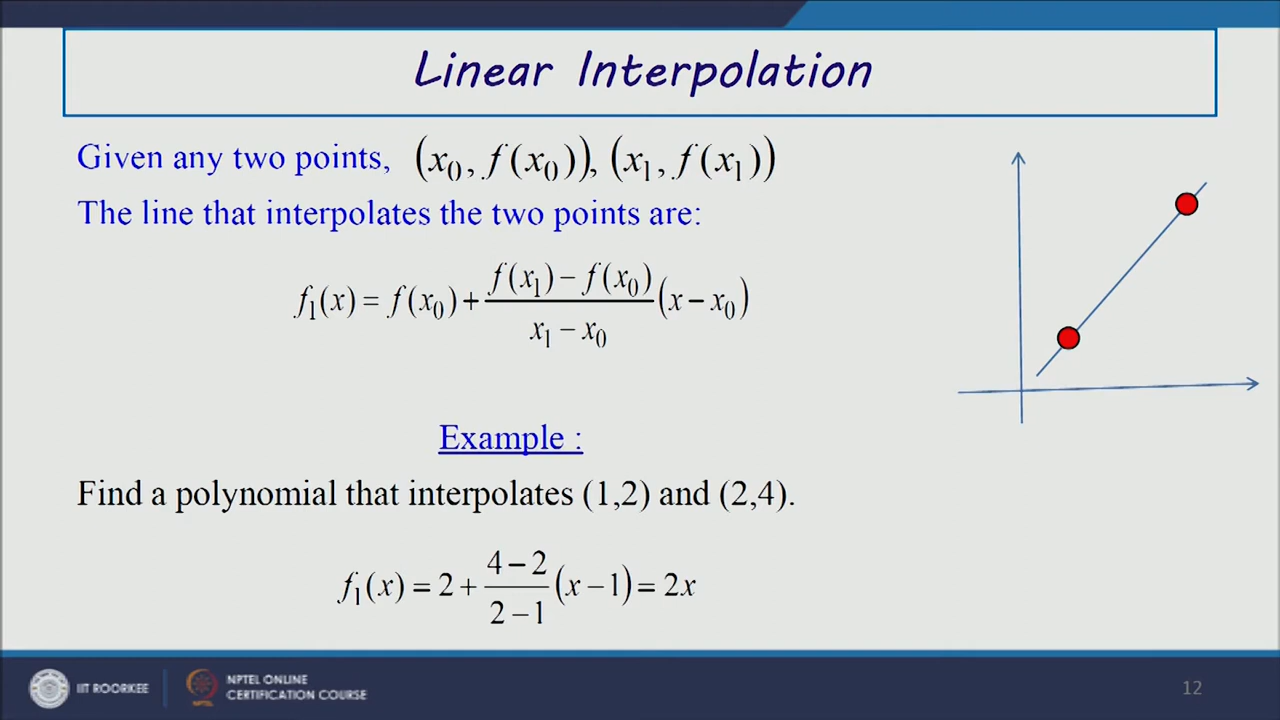 Linear Interpolation
Given any two points, (x₀, f(x₀)), (x₁, f(x₁))
The line that interpolates the two points are:
f₁(x) = f(x₀) + \frac{f(x₁) − f(x₀)}{x₁ − x₀} (x − x₀)
Example :
Find a polynomial that interpolates (1,2) and (2,4).
f₁(x) = 2 + \frac{4 − 2}{2 − 1} (x − 1) = 2x
IIT ROORKEE
NPTEL ONLINE
CERTIFICATION COURSE
12